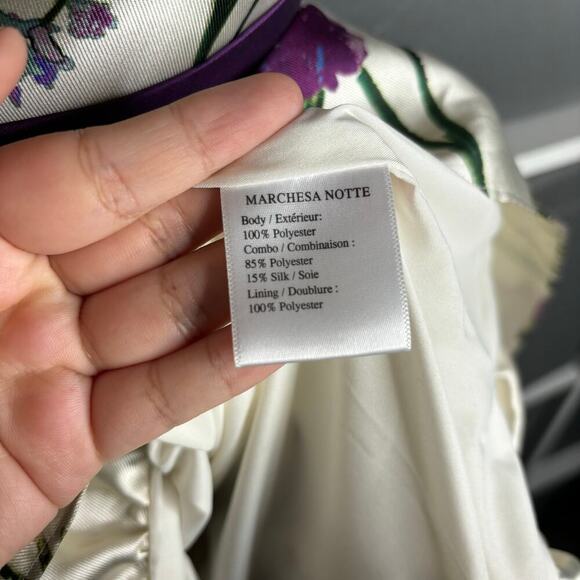 MARCHESA NOTTE
Body / Extérieur:
100% Polyester
Combo / Combinaison :
85% Polyester
15% Silk / Soie
Lining / Doublure :
100% Polyester